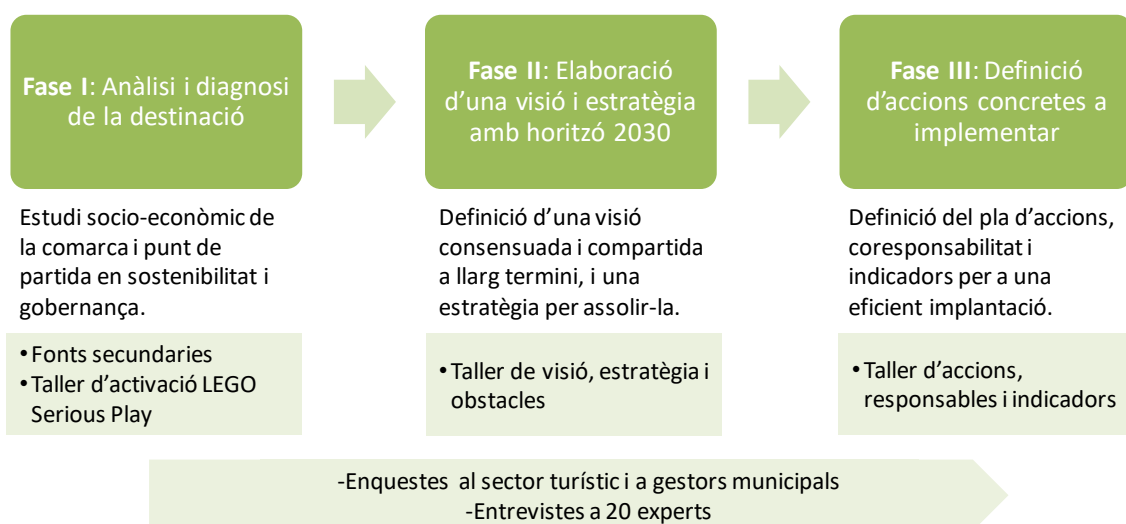 Fase I: Anàlisi i diagnosi
de la destinació
Fase II: Elaboració
d'una visió i estratègia
amb horitzó 2030
Fase III: Definició
d'accions concretes a
implementar
Estudi socio-econòmic de
la comarca i punt de
partida en sostenibilitat i
gobernança.
Definició d'una visió
consensuada i compartida
a llarg termini, i una
estratègia per assolir-la.
Definició del pla d'accions,
coresponsabilitat i
indicadors per a una
eficient implantació.
•Fonts secundaries
•Taller d'activació LEGO
Serious Play
•Taller de visió, estratègia i
obstacles
•Taller d'accions,
responsables i indicadors
-Enquestes al sector turístic i a gestors municipals
-Entrevistes a 20 experts